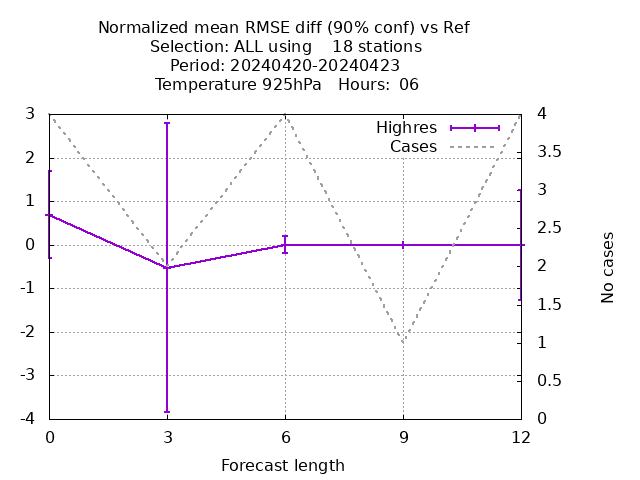 Normalized mean RMSE diff (90% conf) vs Ref
Selection: ALL using    18 stations
Period: 20240420-20240423
Temperature 925hPa   Hours:  06
Highres
Cases
3
2
1
0
-1
-2
-3
-4
4
3.5
3
2.5
2
1.5
1
0.5
0
No cases
0 3 6 9 12
Forecast length